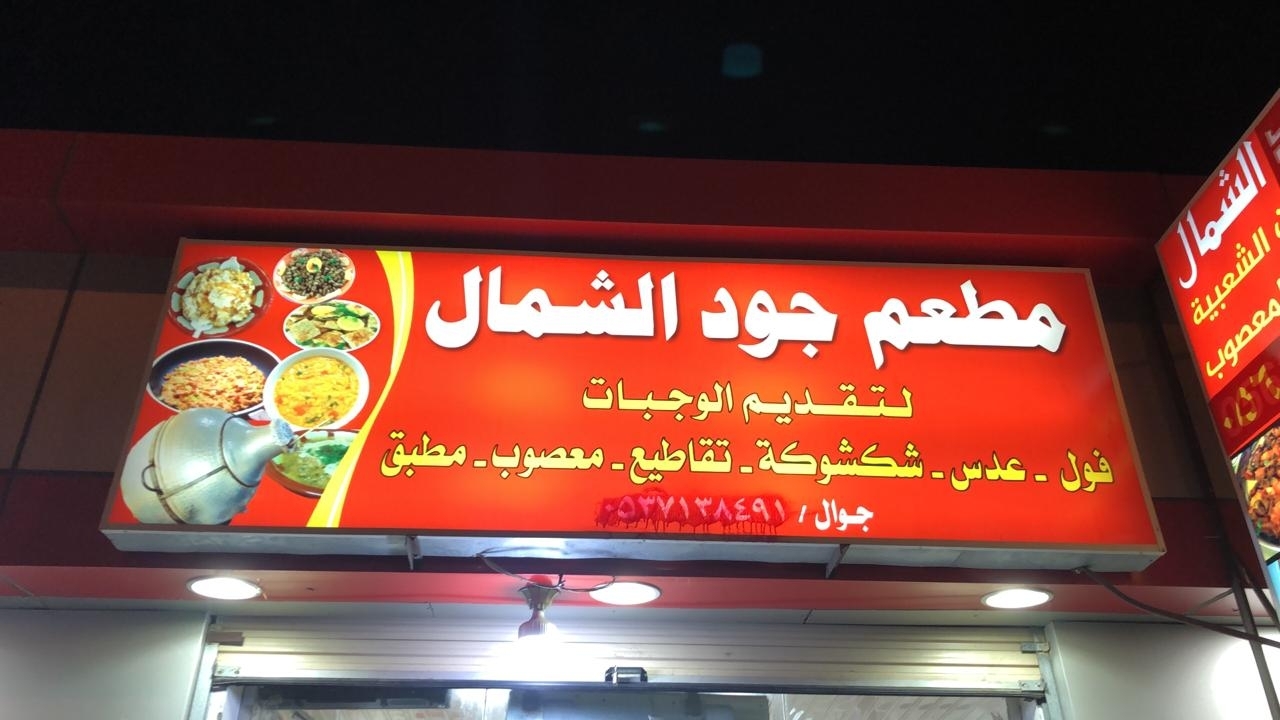 مطعم جود الشمال
لتقديم الوجبات
فول - عدس - شكشوكة - تقاطيع - معصوب - مطبق
جوال / ٠٥٣٧١٣٨٤٩١
الشمال
الشعبية
معصوب